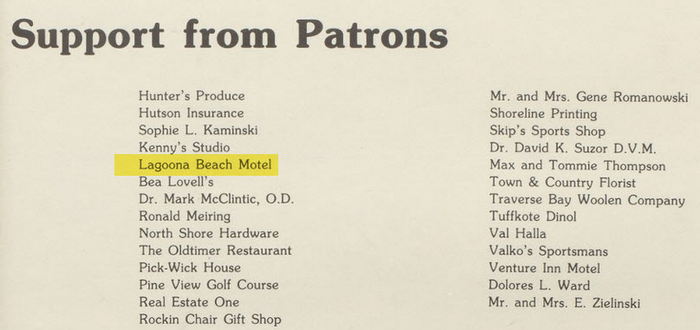 Support from Patrons
Hunter's Produce
Hutson Insurance
Sophie L. Kaminski
Kenny's Studio
Lagoona Beach Motel
Bea Lovell's
Dr. Mark McClintic, O.D.
Ronald Meiring
North Shore Hardware
The Oldtimer Restaurant
Pick-Wick House
Pine View Golf Course
Real Estate One
Rockin Chair Gift Shop
Mr. and Mrs. Gene Romanowski
Shoreline Printing
Skip's Sports Shop
Dr. David K. Suzor D.V.M.
Max and Tommie Thompson
Town & Country Florist
Traverse Bay Woolen Company
Tuffkote Dinol
Val Halla
Valko's Sportsmans
Venture Inn Motel
Dolores L. Ward
Mr. and Mrs. E. Zielinski